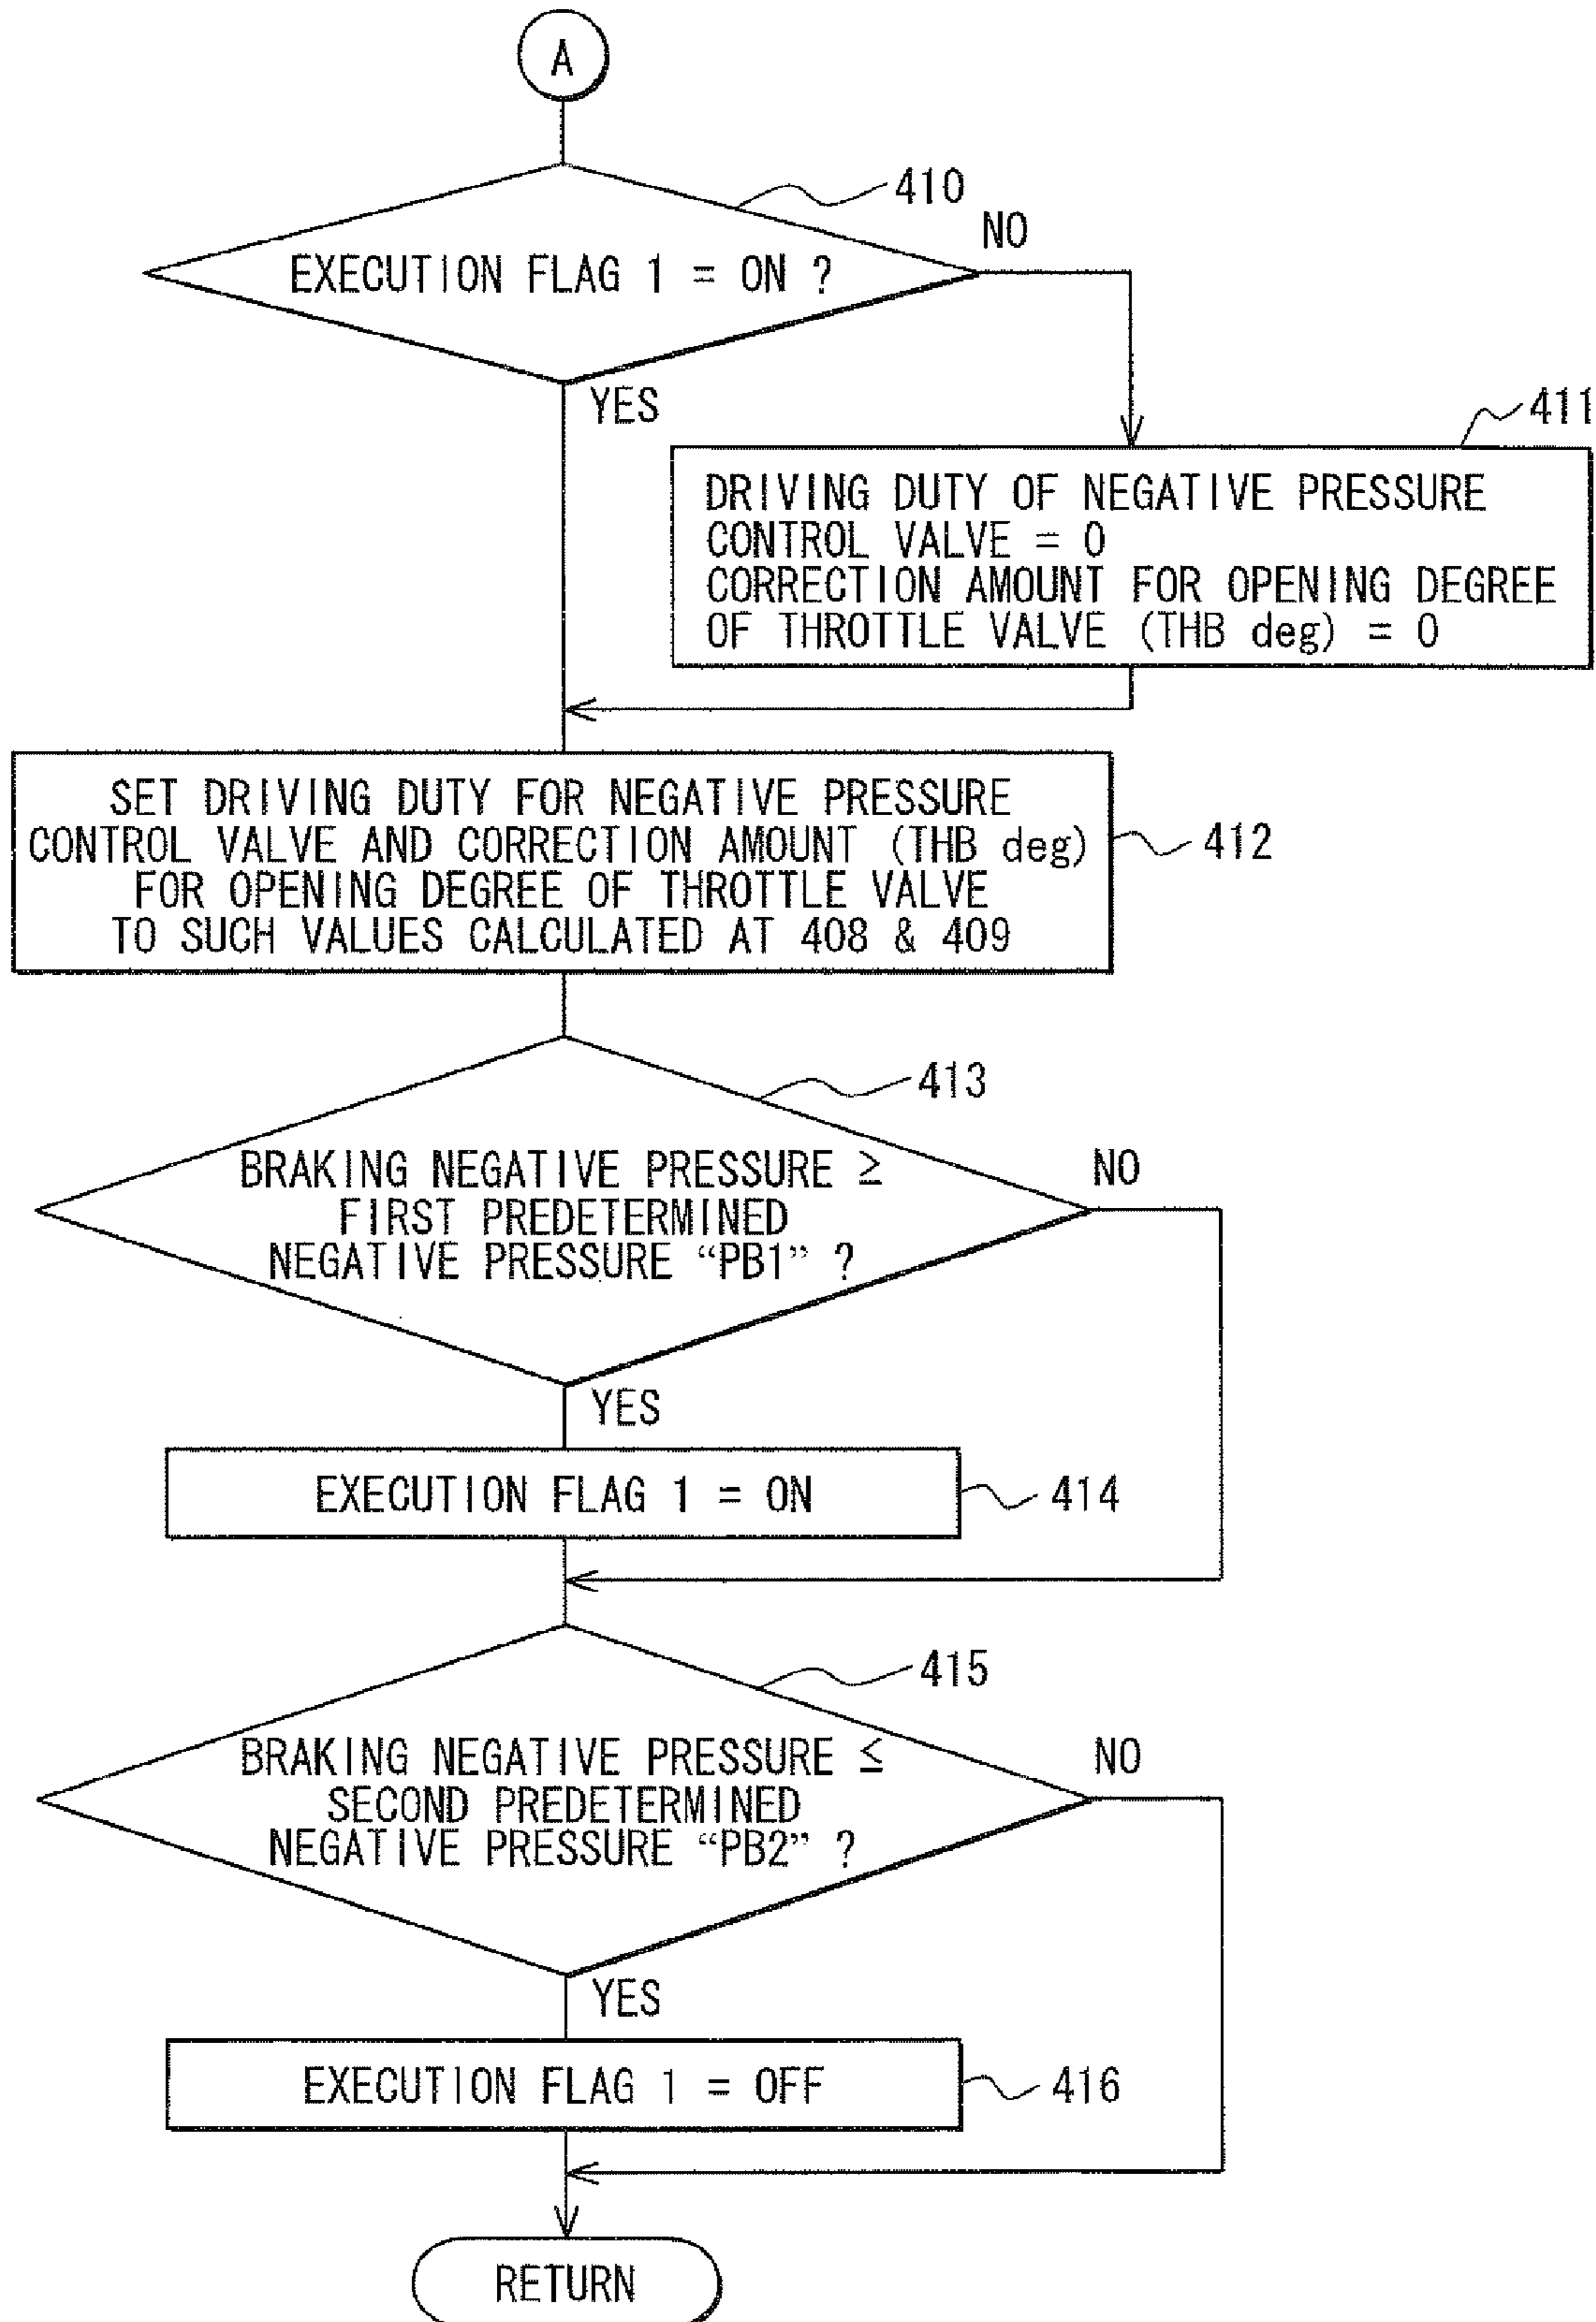 A
410
EXECUTION FLAG 1 = ON ?
NO
YES
411
DRIVING DUTY OF NEGATIVE PRESSURE
CONTROL VALVE = 0
CORRECTION AMOUNT FOR OPENING DEGREE
OF THROTTLE VALVE (THB deg) = 0
SET DRIVING DUTY FOR NEGATIVE PRESSURE
CONTROL VALVE AND CORRECTION AMOUNT (THB deg)
FOR OPENING DEGREE OF THROTTLE VALVE
TO SUCH VALUES CALCULATED AT 408 & 409
412
413
BRAKING NEGATIVE PRESSURE ≥
FIRST PREDETERMINED
NEGATIVE PRESSURE “PB1” ?
NO
YES
EXECUTION FLAG 1 = ON
414
415
BRAKING NEGATIVE PRESSURE ≤
SECOND PREDETERMINED
NEGATIVE PRESSURE “PB2” ?
NO
YES
EXECUTION FLAG 1 = OFF
416
RETURN